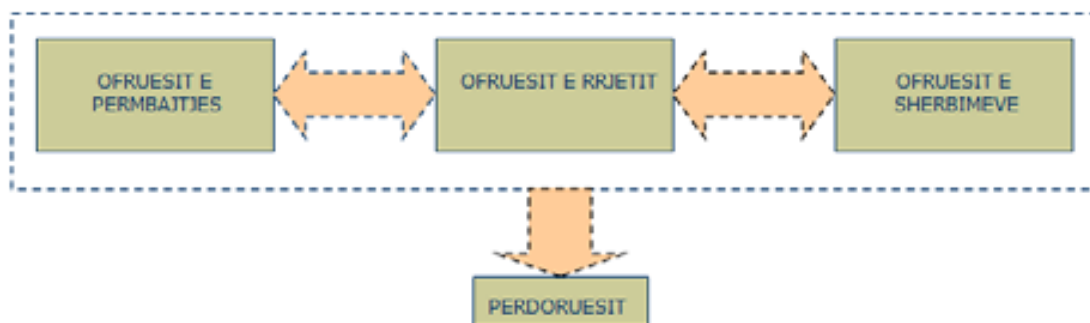 OFRUESIT E
PERMBAJTJES
OFRUESIT E RRJETIT
OFRUESIT E
SHERBIMEVE
PERDORUESIT